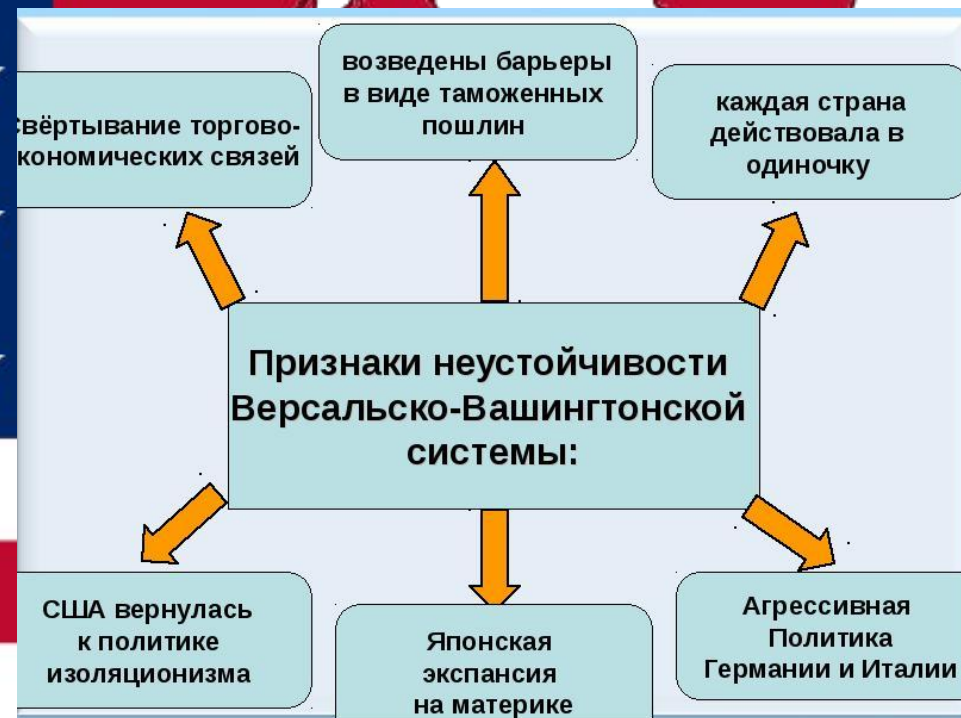 возведены барьеры
в виде таможенных
пошлин
свёртывание торгово-
кономических связей
каждая страна
действовала в
одиночку
Признаки неустойчивости
Версальско-Вашингтонской
системы:
США вернулась
к политике
изоляционизма
Японская
экспансия
на материке
Агрессивная
Политика
Германии и Италии